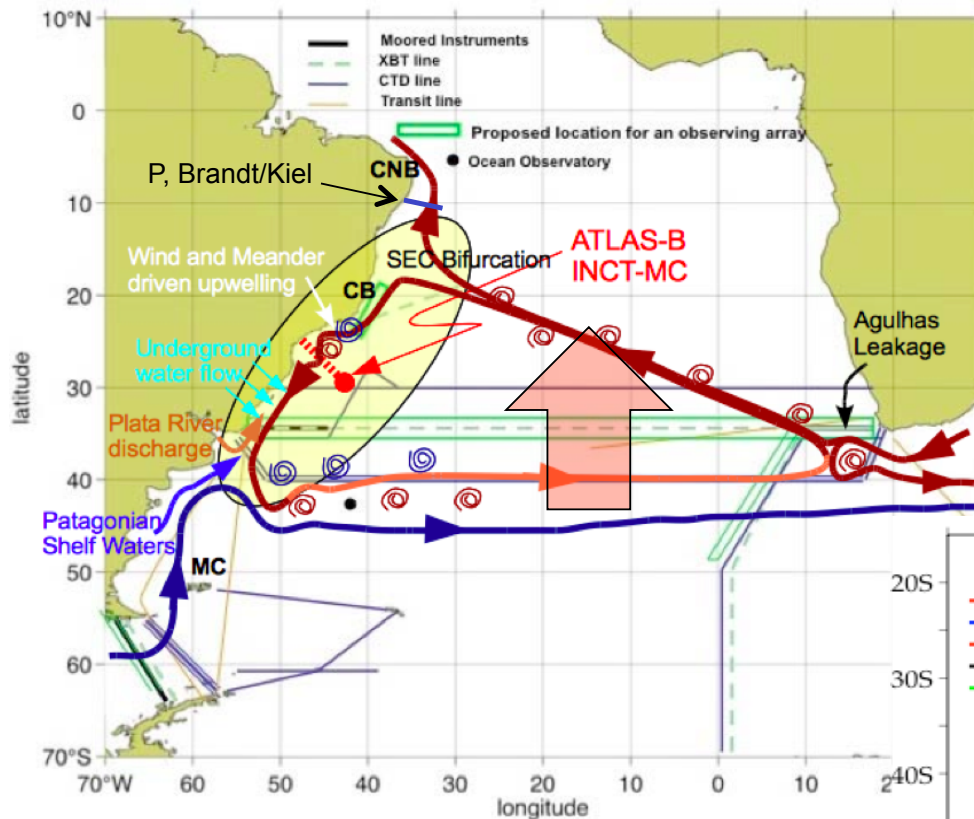 10°N
0
10
20
30
40
50
60
70°S
latitude
Moored Instruments
XBT line
CTD line
Transit line
Proposed location for an observing array
Ocean Observatory
CNB
P, Brandt/Kiel
Wind and Meander
driven upwelling
SEC Bifurcation
ATLAS-B
INCT-MC
CB
Underground
water flow
Agulhas
Leakage
Plata River
discharge
Patagonian
Shelf Waters
MC
70°W
60
50
40
30
20
10
0
10
2
longitude
20S
30S
40S